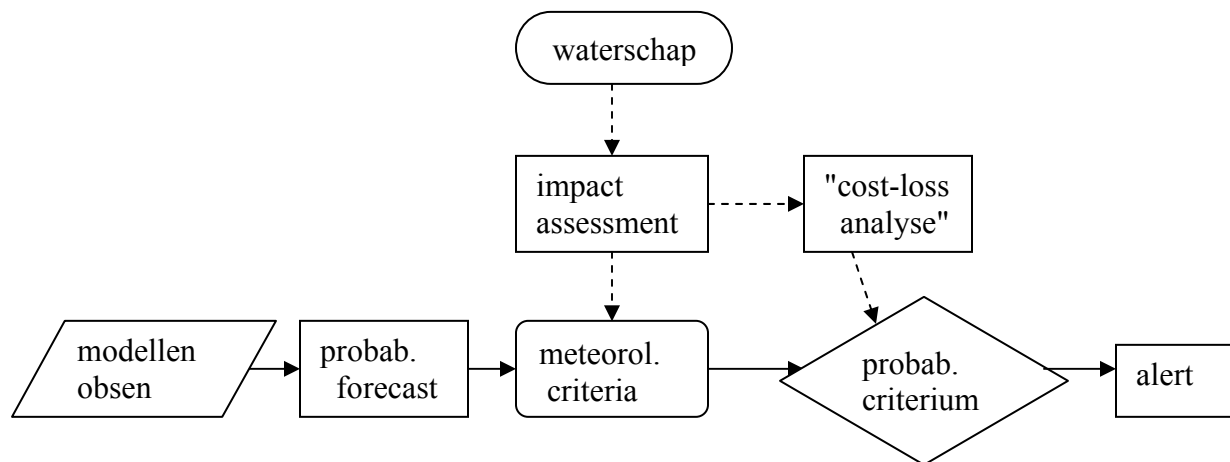 waterschap
impact
assessment
"cost-loss
analyse"
modellen
obsen
probab.
forecast
meteorol.
criteria
probab.
criterium
alert